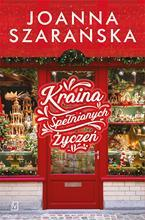 JOANNA
SZARAŃSKA
Kraina
Spełnionych
Życzeń